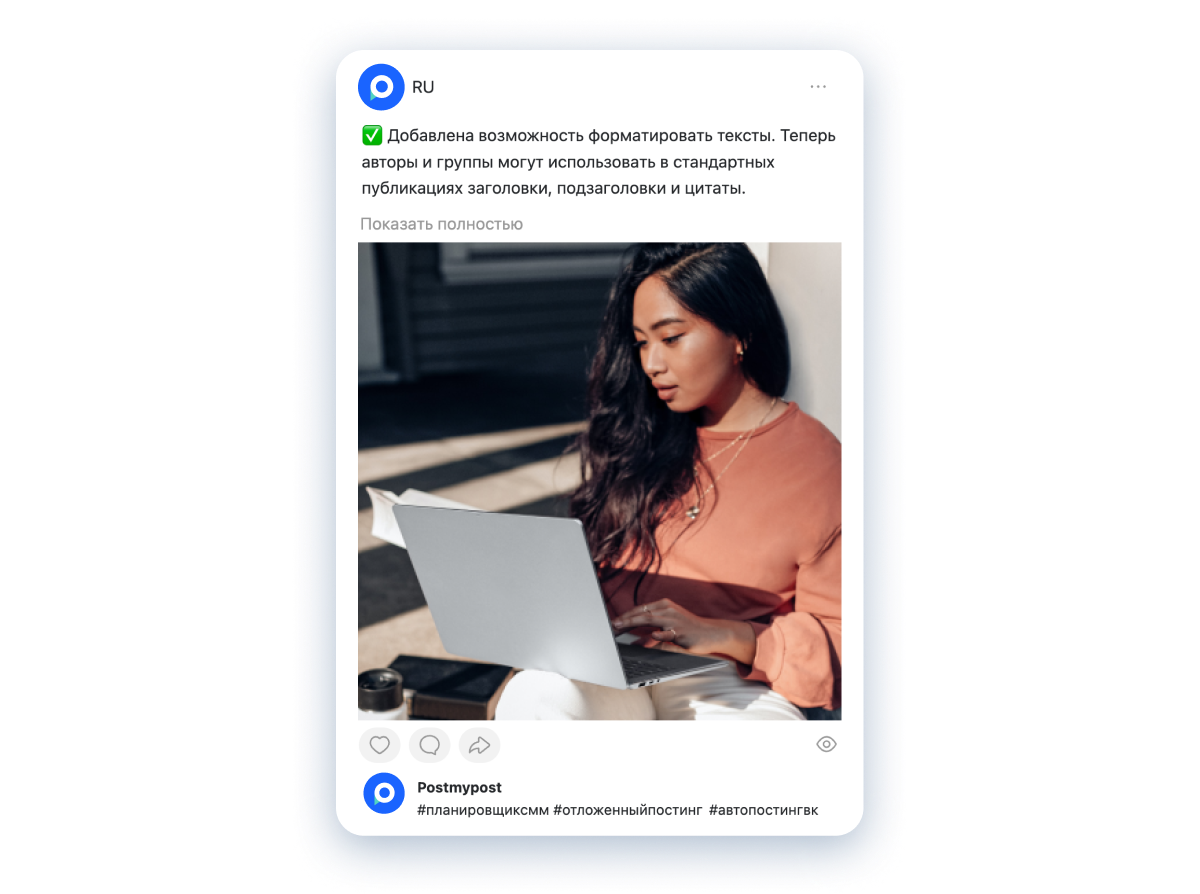 RU
✅ Добавлена возможность форматировать тексты. Теперь
авторы и группы могут использовать в стандартных
публикациях заголовки, подзаголовки и цитаты.
Показать полностью
Postmypost
#планировщиксмм #отложенныйпостинг #автопостингвк